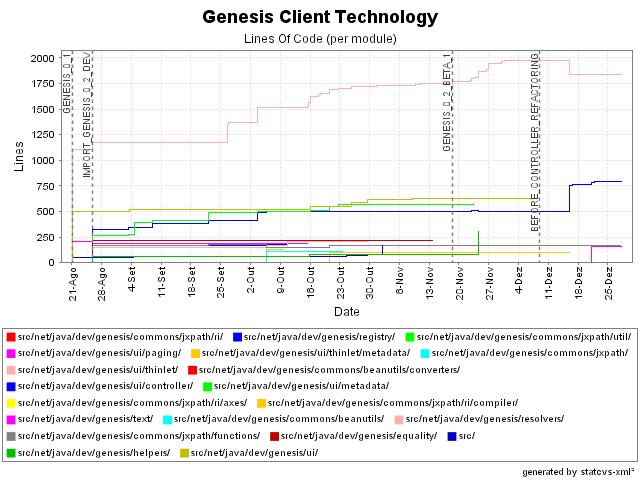 Genesis Client Technology
Lines Of Code (per module)
Lines
2000
1750
1500
1250
1000
750
500
250
0
GENESIS_0_1
IMPORT_GENESIS_0_2_DEV
GENESIS_0_2_BETA_1
BEFORE_CONTROLLER_REFACTORING
21-Ago 28-Ago 4-Set 11-Set 18-Set 25-Set 2-Out 9-Out 16-Out 23-Out 30-Out 6-Nov 13-Nov 20-Nov 27-Nov 4-Dez 11-Dez 18-Dez 25-Dez
Date
src/net/java/dev/genesis/commons/jxpath/ri/ src/net/java/dev/genesis/registry/ src/net/java/dev/genesis/commons/jxpath/util/
src/net/java/dev/genesis/ui/paging/ src/net/java/dev/genesis/ui/thinlet/metadata/ src/net/java/dev/genesis/commons/jxpath/
src/net/java/dev/genesis/ui/thinlet/ src/net/java/dev/genesis/commons/beanutils/converters/
src/net/java/dev/genesis/ui/controller/ src/net/java/dev/genesis/ui/metadata/
src/net/java/dev/genesis/commons/jxpath/ri/axes/ src/net/java/dev/genesis/commons/jxpath/ri/compiler/
src/net/java/dev/genesis/text/ src/net/java/dev/genesis/commons/beanutils/ src/net/java/dev/genesis/resolvers/
src/net/java/dev/genesis/commons/jxpath/functions/ src/net/java/dev/genesis/equality/ src/
src/net/java/dev/genesis/helpers/ src/net/java/dev/genesis/ui/
generated by statcvs-xml²